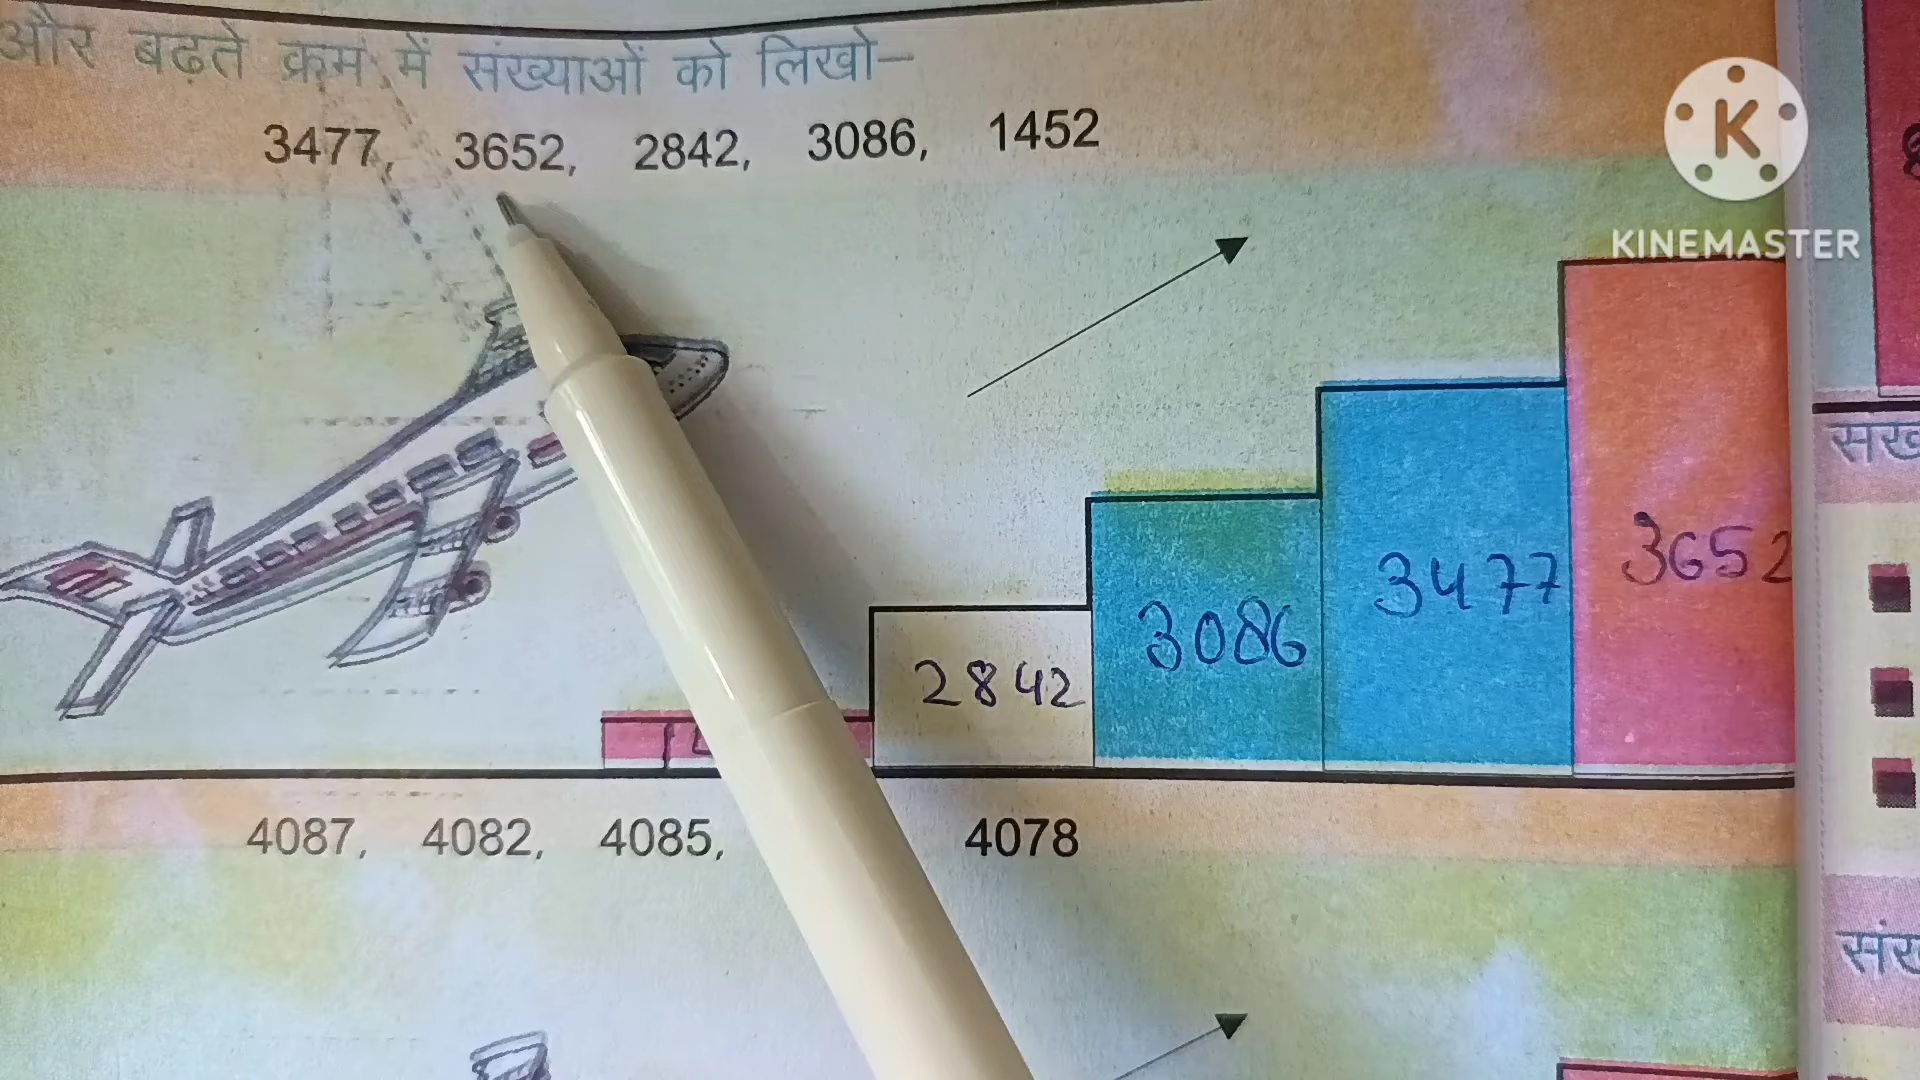 और बढ़ते क्रम में संख्याओं को लिखो–
3477, 3652, 2842, 3086, 1452
K
KINEMASTER
3652
3477
3086
2842
4087, 4082, 4085, 4078